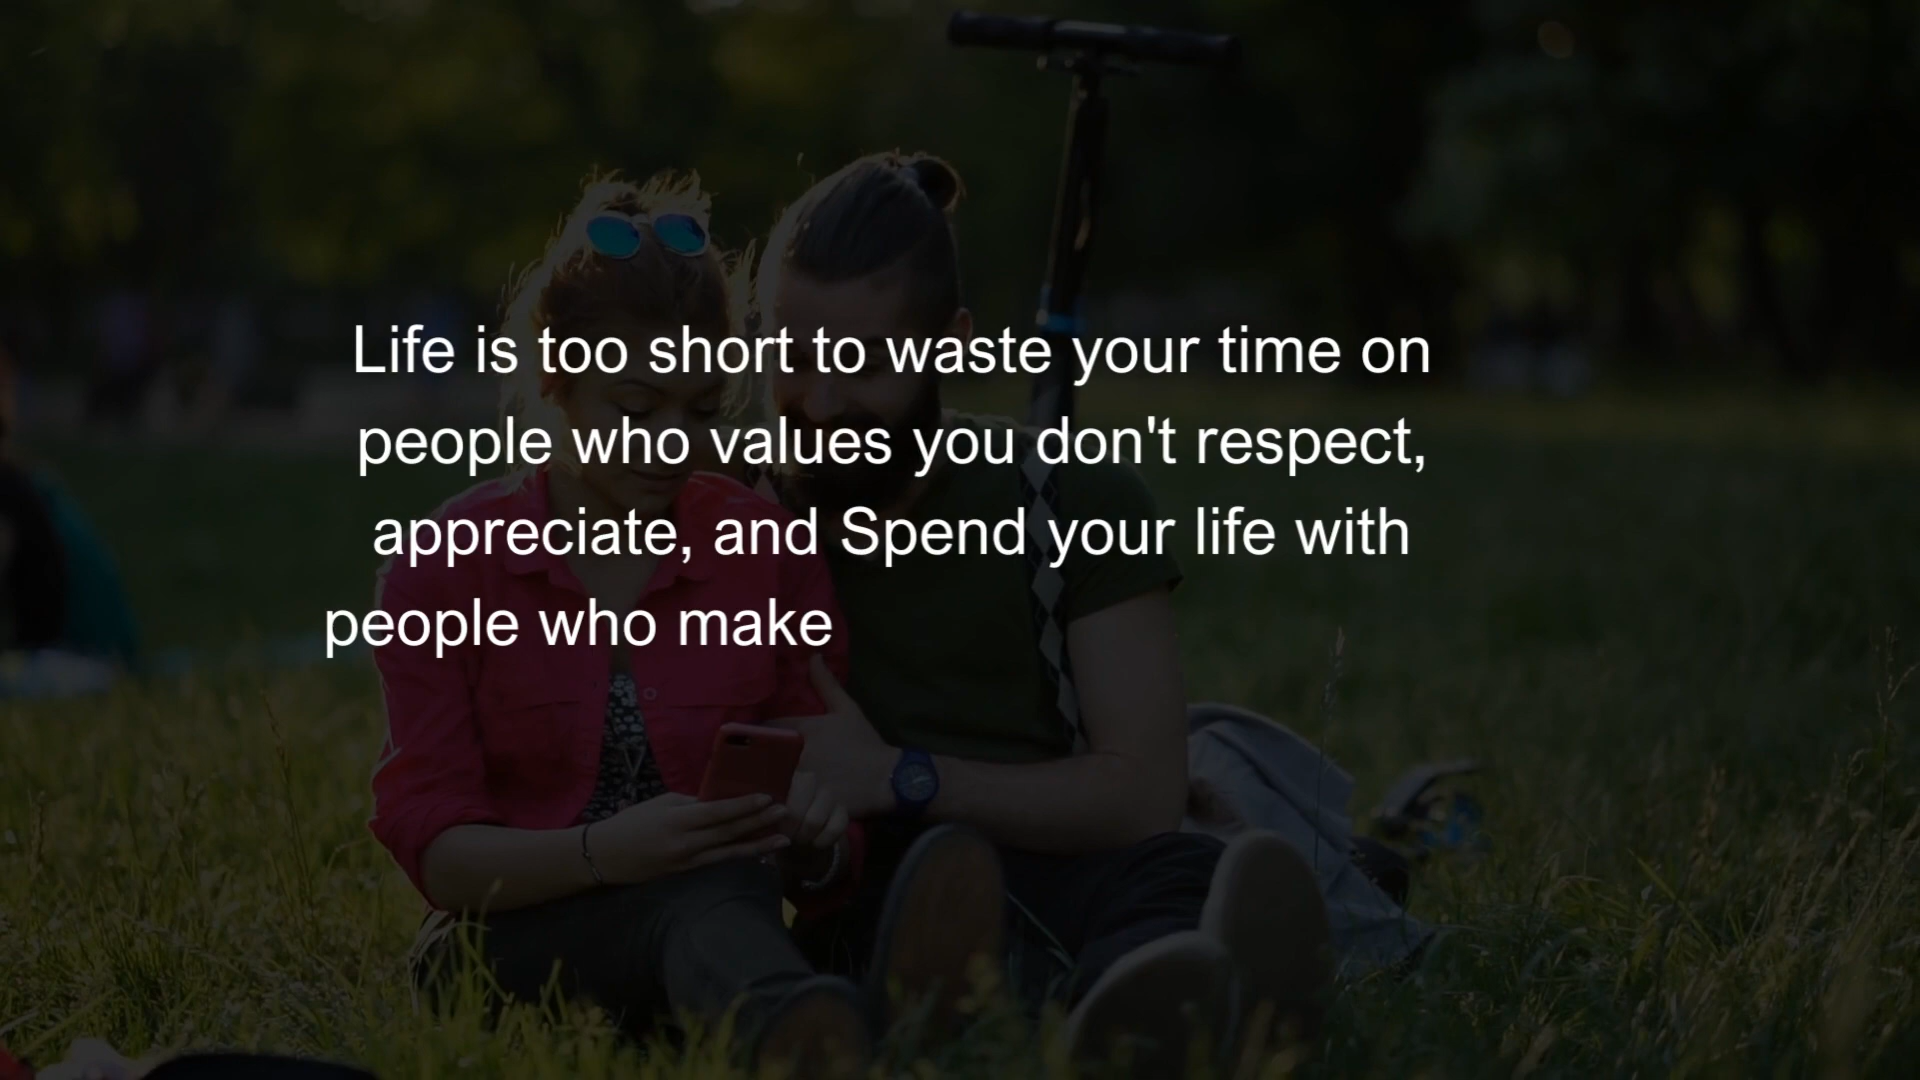 Life is too short to waste your time on
people who values you don't respect,
appreciate, and Spend your life with
people who make